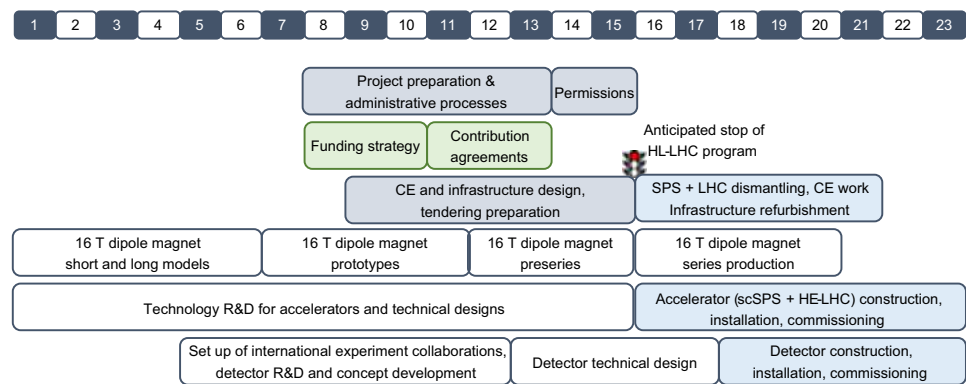 1 2 3 4 5 6 7 8 9 10 11 12 13 14 15 16 17 18 19 20 21 22 23
Project preparation &
administrative processes
Permissions
Funding strategy
Contribution
agreements
Anticipated stop of
HL-LHC program
CE and infrastructure design,
tendering preparation
SPS + LHC dismantling, CE work
Infrastructure refurbishment
16 T dipole magnet
short and long models
16 T dipole magnet
prototypes
16 T dipole magnet
preseries
16 T dipole magnet
series production
Technology R&D for accelerators and technical designs
Accelerator (scSPS + HE-LHC) construction,
installation, commissioning
Set up of international experiment collaborations,
detector R&D and concept development
Detector technical design
Detector construction,
installation, commissioning